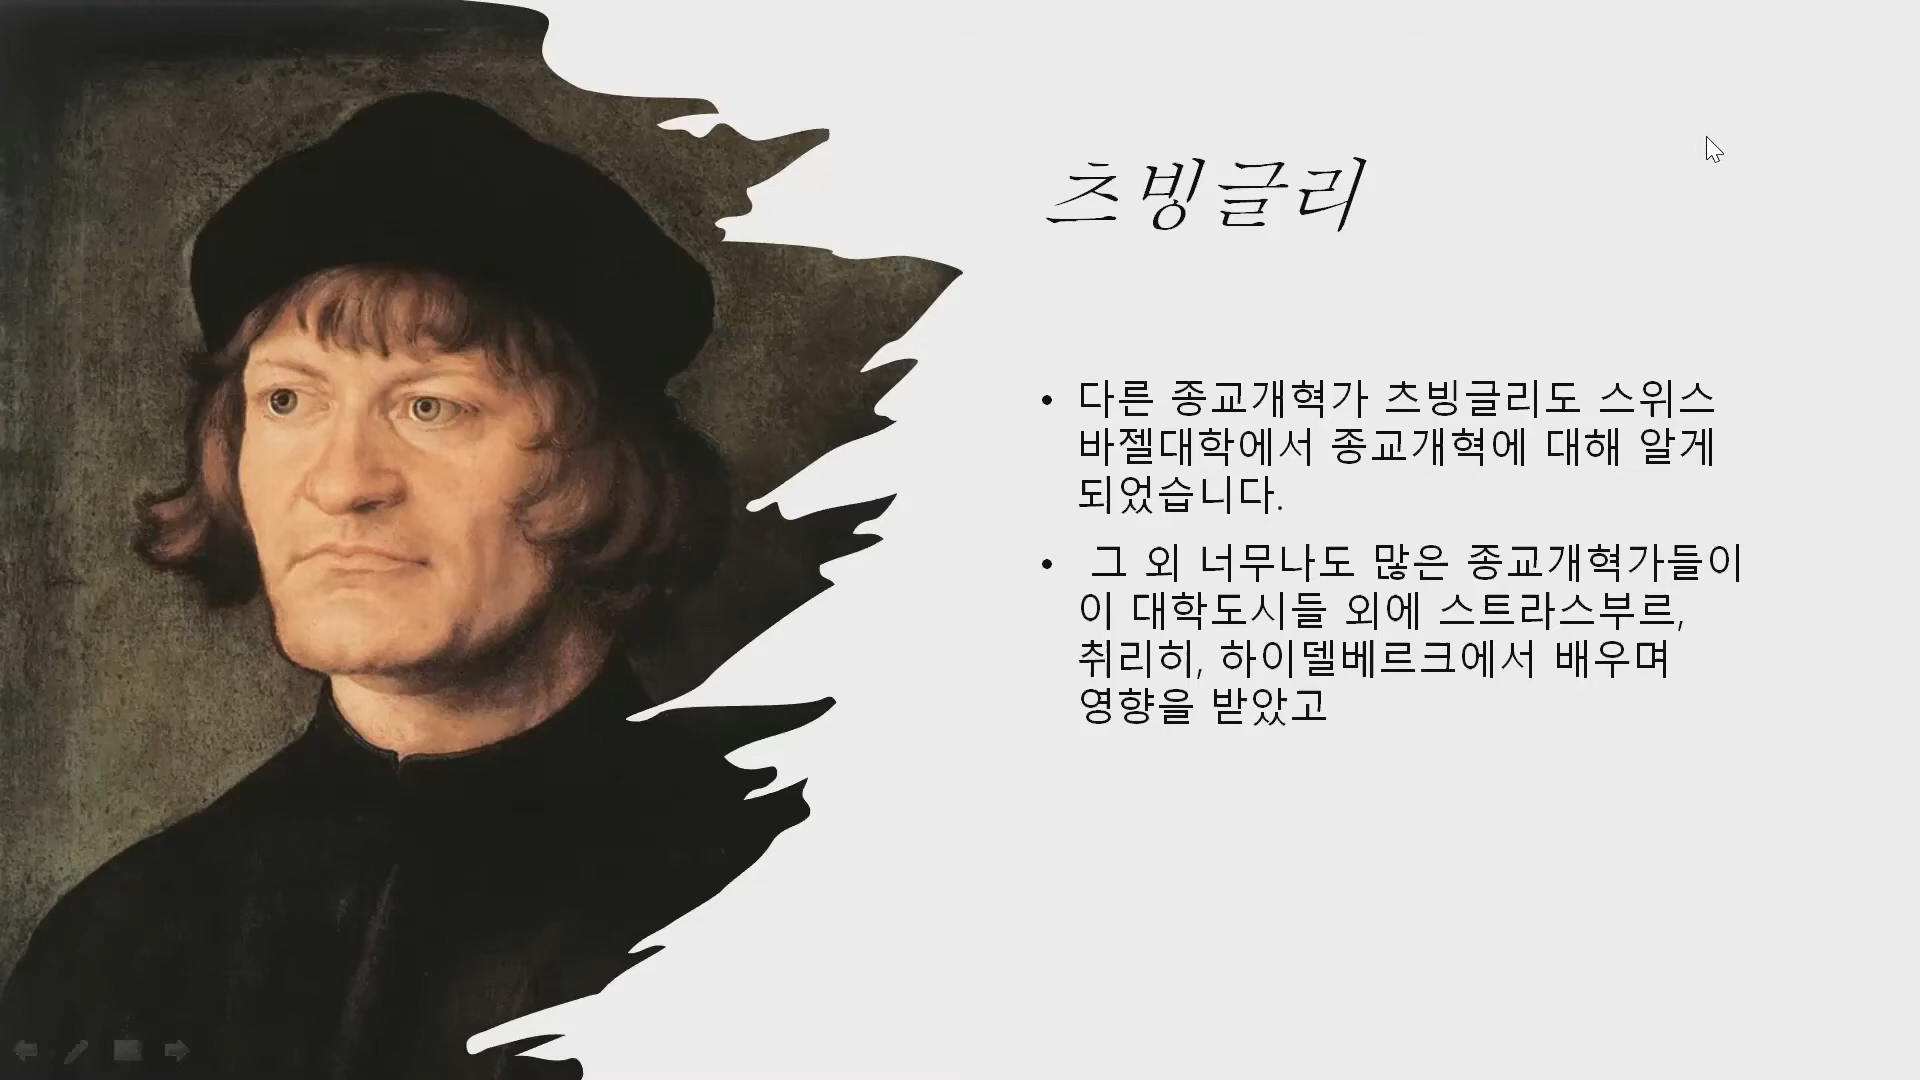 츠빙글리
• 다른 종교개혁가 츠빙글리도 스위스
바젤대학에서 종교개혁에 대해 알게
되었습니다.
• 그 외 너무나도 많은 종교개혁가들이
이 대학도시들 외에 스트라스부르,
취리히, 하이델베르크에서 배우며
영향을 받았고